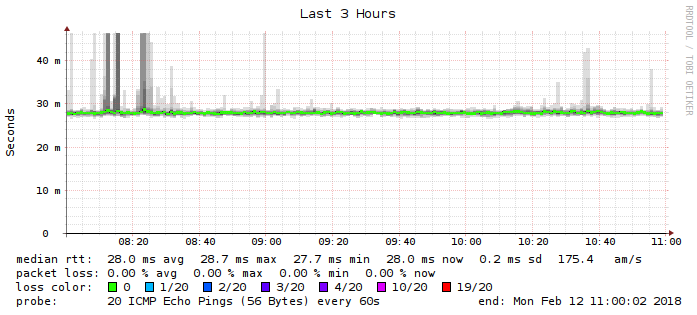 Last 3 Hours
RRDTOOL / TOBI OETIKER
Seconds
40 m
30 m
20 m
10 m
0
08:20 08:40 09:00 09:20 09:40 10:00 10:20 10:40 11:00
median rtt: 28.0 ms avg 28.7 ms max 27.7 ms min 28.0 ms now 0.2 ms sd 175.4 am/s
packet loss: 0.00 % avg 0.00 % max 0.00 % min 0.00 % now
loss color: 0 1/20 2/20 3/20 4/20 10/20 19/20
probe: 20 ICMP Echo Pings (56 Bytes) every 60s end: Mon Feb 12 11:00:02 2018